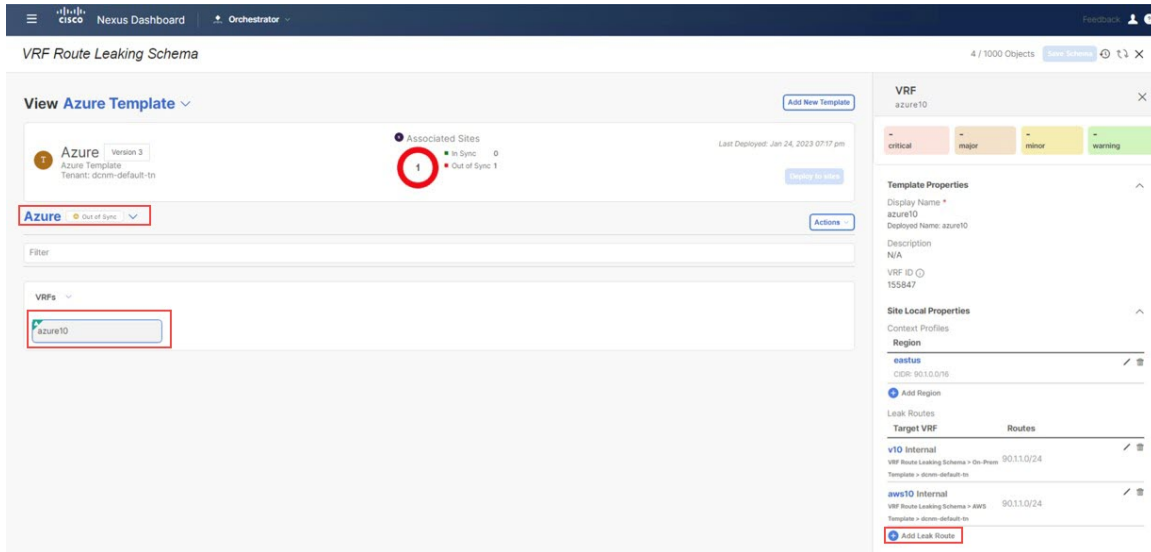 cisco Nexus Dashboard Orchestrator Feedback
VRF Route Leaking Schema 4 / 1000 Objects Save Schema
View Azure Template Add New Template
T Azure Version 3
Azure Template
Tenant: dcnm-default-tn
Associated Sites
1
In Sync 0
Out of Sync 1
Last Deployed: Jan 24, 2023 07:17 pm
Deploy to sites
Azure Out of Sync
Actions
Filter
VRFs
azure10
VRF
azure10
- - - -
critical major minor warning
Template Properties
Display Name *
azure10
Deployed Name: azure10
Description
N/A
VRF ID
155847
Site Local Properties
Context Profiles
Region
eastus
CIDR: 90.1.0.0/16
Add Region
Leak Routes
Target VRF Routes
v10 Internal
VRF Route Leaking Schema > On-Prem 90.1.1.0/24
Template > dcnm-default-tn
aws10 Internal
VRF Route Leaking Schema > AWS 90.1.1.0/24
Template > dcnm-default-tn
Add Leak Route